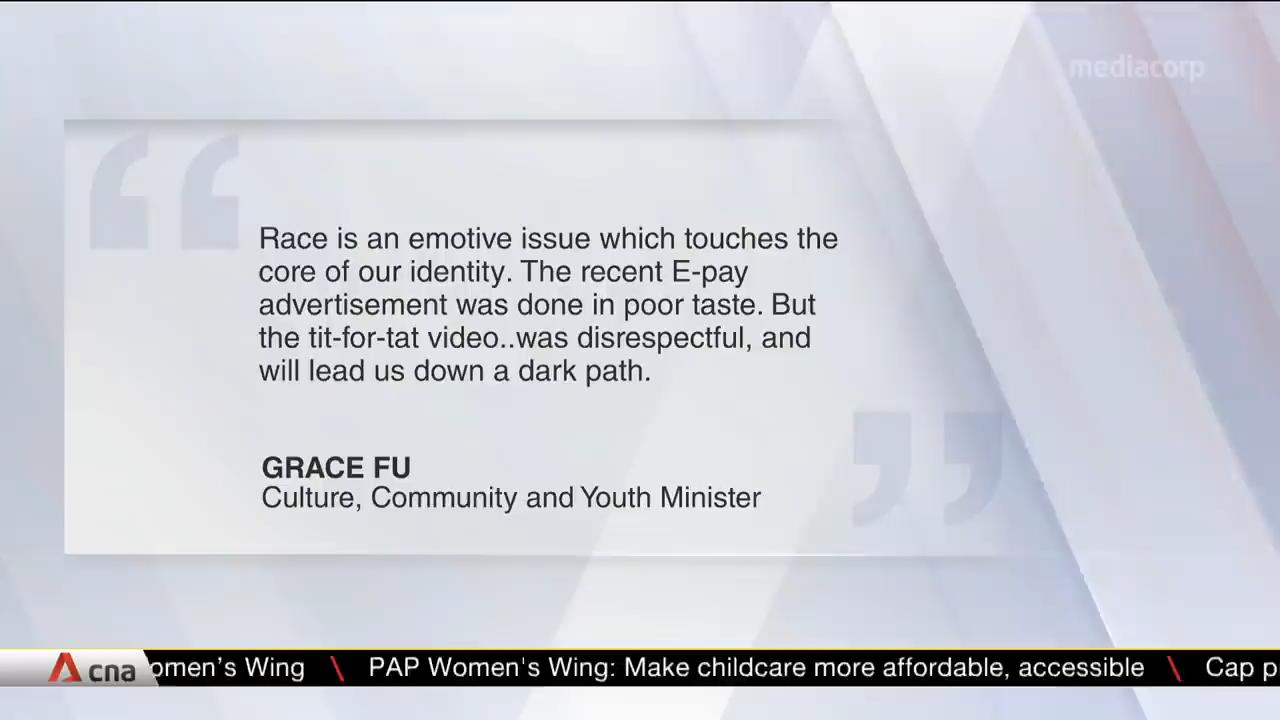 mediacorp
Race is an emotive issue which touches the
core of our identity. The recent E-pay
advertisement was done in poor taste. But
the tit-for-tat video..was disrespectful, and
will lead us down a dark path.
GRACE FU
Culture, Community and Youth Minister
cna
omen's Wing \ PAP Women's Wing: Make childcare more affordable, accessible \ Cap p